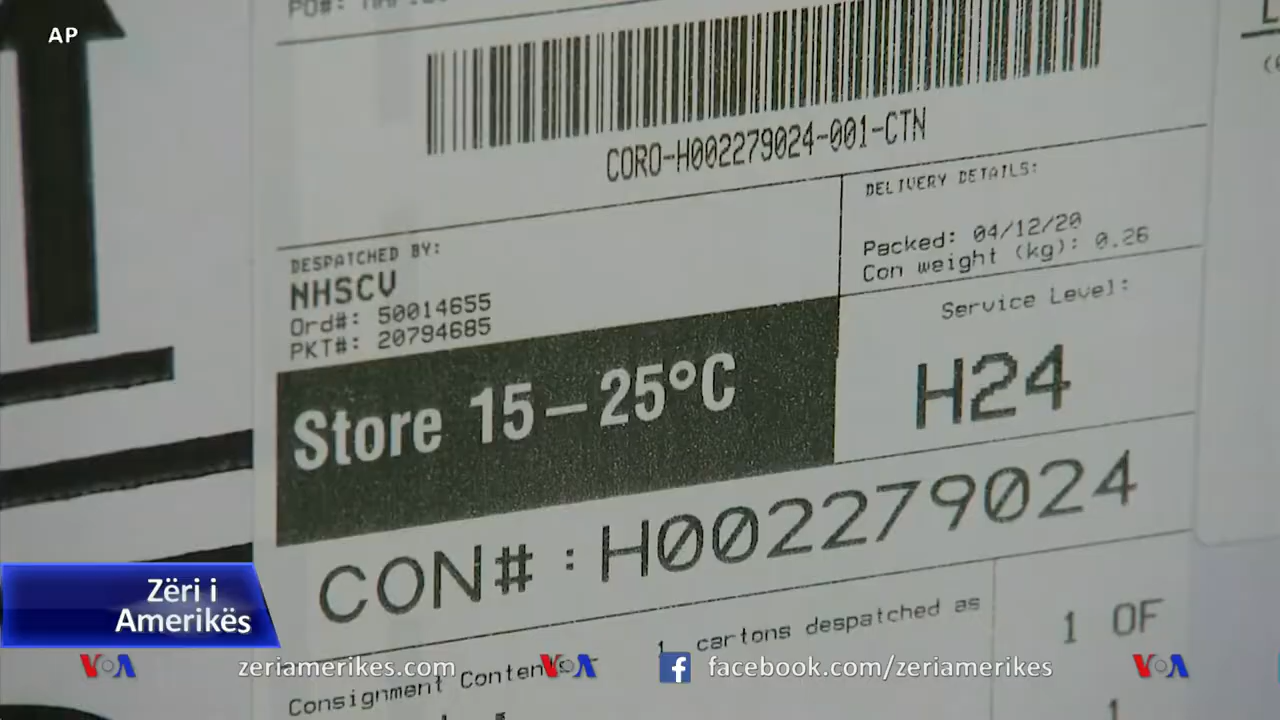 AP
PO#:
CORO-H002279024-001-CTN
DESPATCHED BY:
NHSCV
Ord#: 50014655
PKT#: 20794685
DELIVERY DETAILS:
Packed: 04/12/20
Con weight (kg): 0.26
Service Level:
H24
Store 15–25°C
CON# : H002279024
1 cartons despatched as
Consignment Contents
1 OF
1
Zëri i
Amerikës
VOA
zeriamerikes.com
VOA
facebook.com/zeriamerikes
VOA